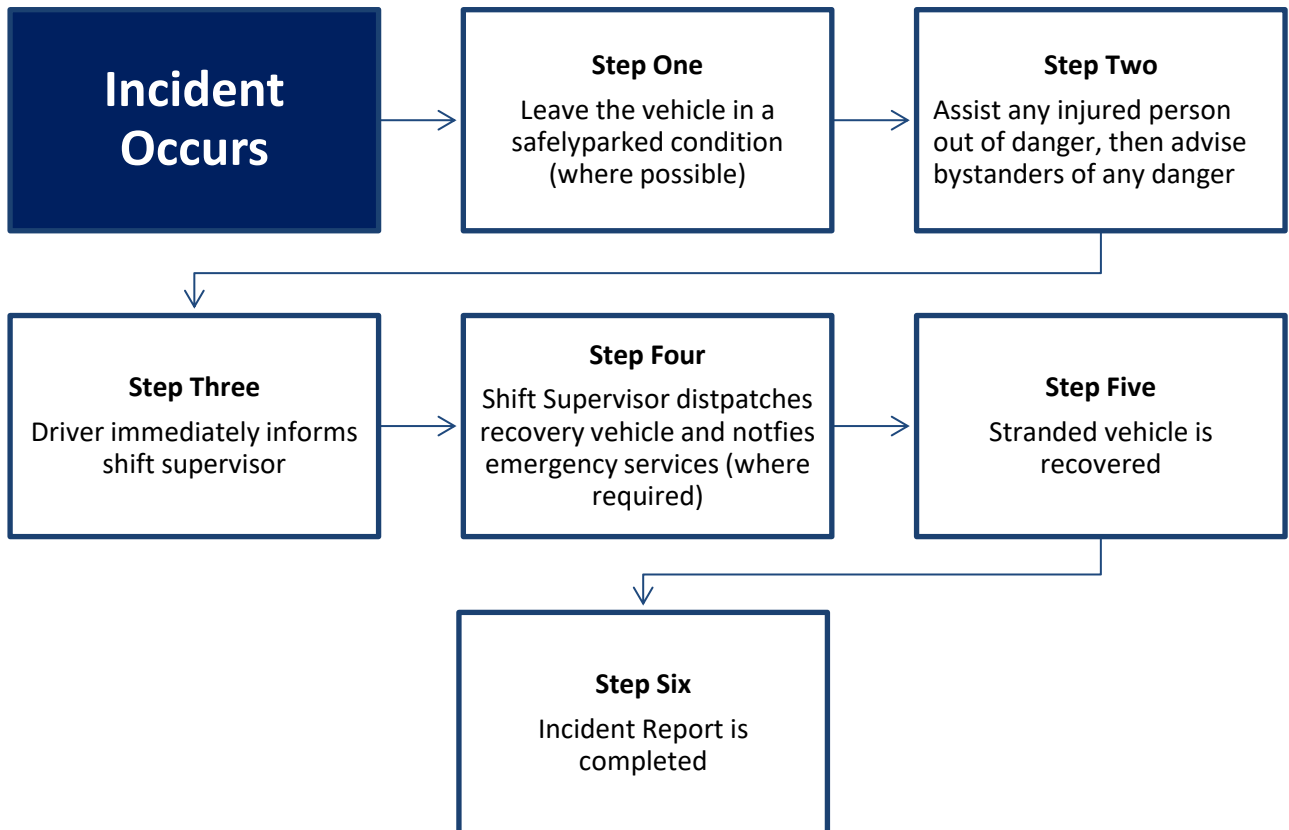 Incident
Occurs
Step One
Leave the vehicle in a
safelyparked condition
(where possible)
Step Two
Assist any injured person
out of danger, then advise
bystanders of any danger
Step Three
Driver immediately informs
shift supervisor
Step Four
Shift Supervisor distpatches
recovery vehicle and notfies
emergency services (where
required)
Step Five
Stranded vehicle is
recovered
Step Six
Incident Report is
completed